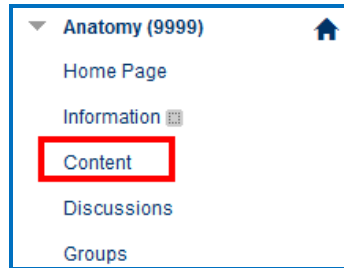 Anatomy (9999)
Home Page
Information
Content
Discussions
Groups